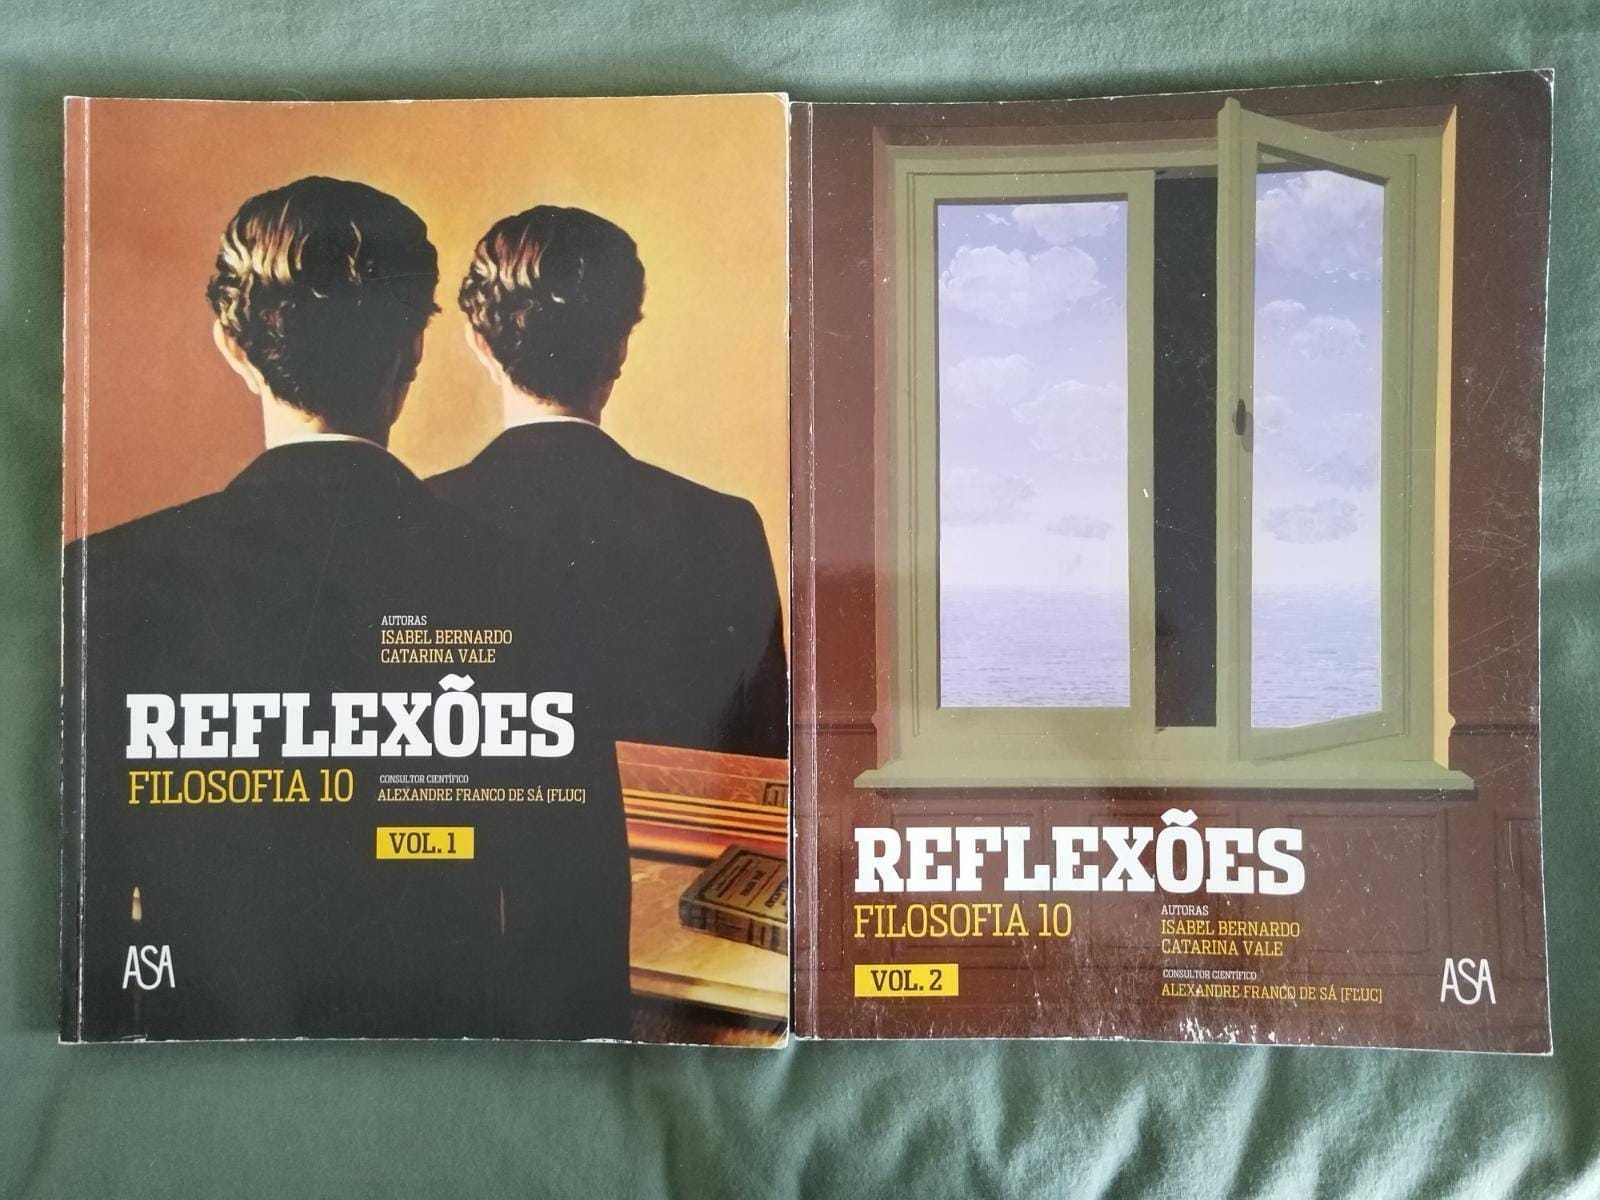 AUTORAS
ISABEL BERNARDO
CATARINA VALE
REFLEXÕES
FILOSOFIA 10
CONSULTOR CIENTÍFICO
ALEXANDRE FRANCO DE SÁ [FLUC]
VOL. 1
ASA
REFLEXÕES
FILOSOFIA 10
VOL. 2
AUTORAS
ISABEL BERNARDO
CATARINA VALE
CONSULTOR CIENTÍFICO
ALEXANDRE FRANCO DE SÁ [FLUC]
ASA